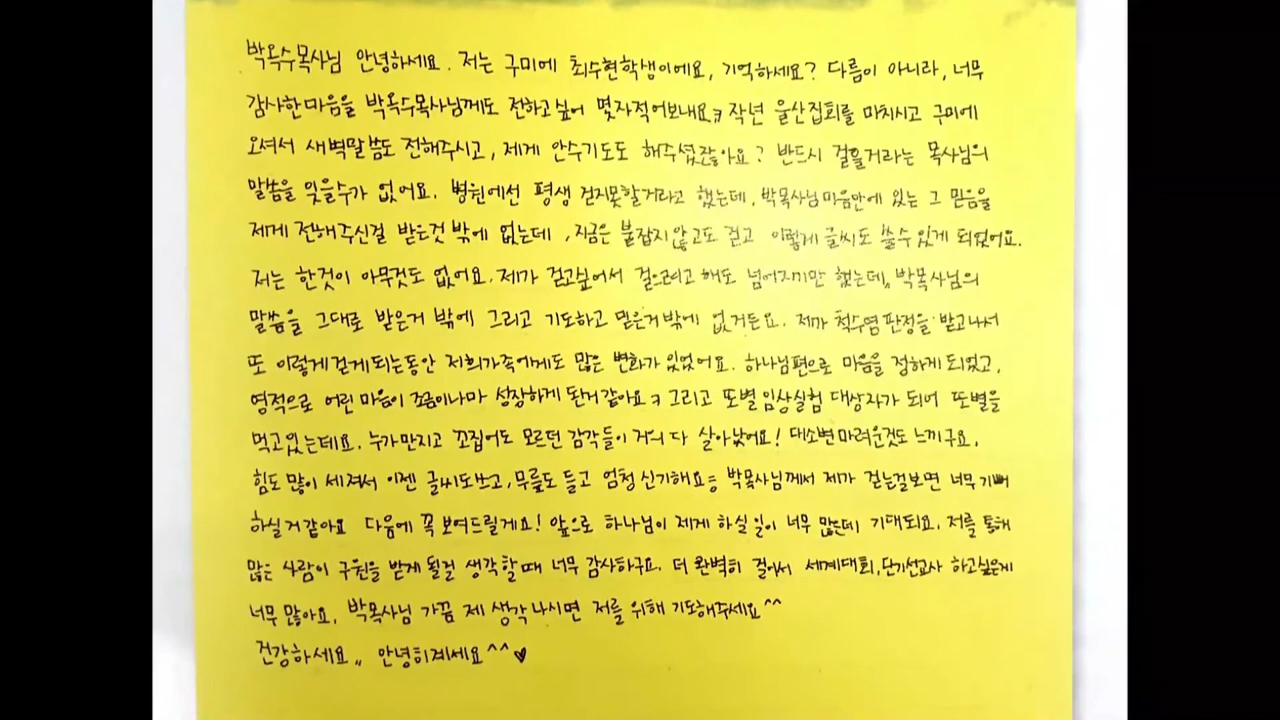 박옥수목사님 안녕하세요. 저는 구미에 최수현학생이에요, 기억하세요? 다름이 아니라, 너무
감사한마음을 박옥수목사님께도 전하고싶어 몇자적어보내요ㅋ 작년 울산집회를 마치시고 구미에
오셔서 새벽말씀도 전해주시고, 제게 안수기도도 해주셨잖아요? 반드시 걸을거라는 목사님의
말씀을 잊을수가 없어요. 병원에선 평생 걷지못할거라고 했는데, 박목사님마음안에 있는 그 믿음을
제게 전해주신걸 받은것 밖에 없는데, 지금은 붙잡지 않고도 걷고 이렇게 글씨도 쓸수 있게 되었어요.
저는 한것이 아무것도 없어요. 제가 걷고싶어서 걸으려고 해도 넘어지기만 했는데, 박목사님의
말씀을 그대로 받은거 밖에 그리고 기도하고 믿은거밖에 없거든요. 제가 척수염 판정을 받고나서
또 이렇게걷게되는동안 저희가족에게도 많은 변화가 있었어요. 하나님편으로 마음을 정하게 되었고,
영적으로 어린 마음이 조금이나마 성장하게 된거같아요ㅋ 그리고 또별임상실험 대상자가 되어 또별을
먹고있는데요. 누가만지고 꼬집어도 모르던 감각들이 거의 다 살아났어요! 대소변마려운것도 느끼구요,
힘도 많이 세져서 이젠 글씨도쓰고, 무릎도 들고 엄청 신기해요 박목사님께서 제가 걷는걸보면 너무기뻐
하실거같아요 다음에 꼭보여드릴게요! 앞으로 하나님이 제게 하실일이 너무 많은데 기대되요. 저를 통해
많은 사람이 구원을 받게 될걸 생각할때 너무 감사하구요. 더 완벽히 걸어서 세계대회, 단기선교사 하고싶은게
너무 많아요, 박목사님 가끔 제 생각나시면 저를 위해 기도해주세요^^
건강하세요,, 안녕히계세요^^♥